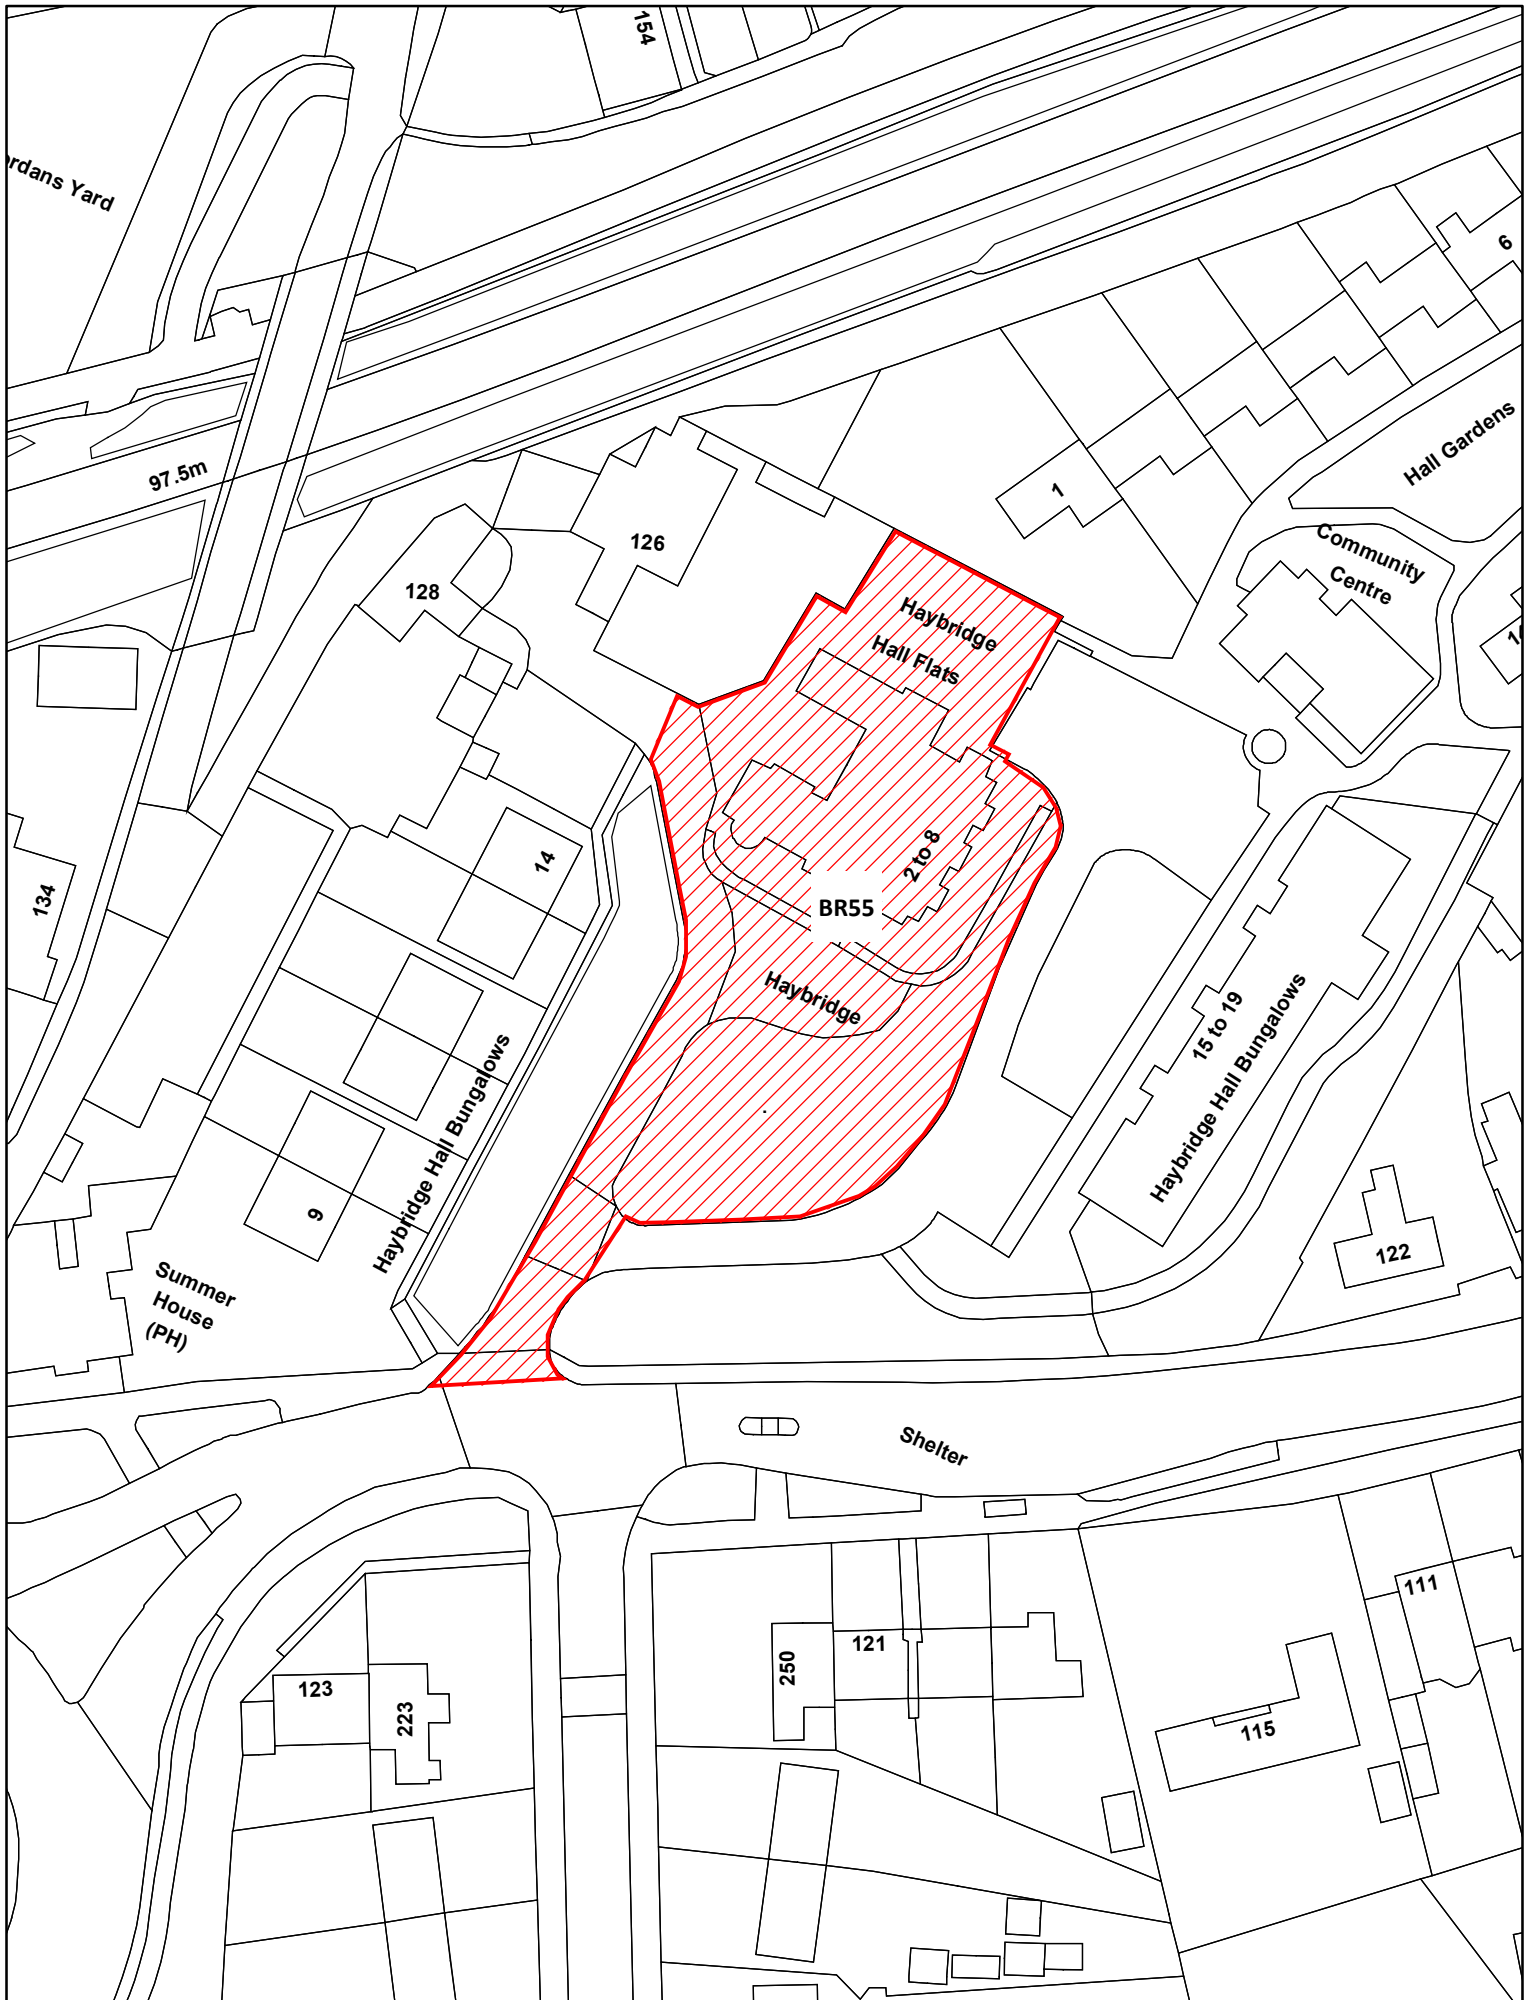 154
rdans Yard
6
97.5m
Hall Gardens
1
Community
Centre
126
128
Haybridge
Hall Flats
14
2 to 8
134
BR55
Haybridge
15 to 19
Haybridge Hall Bungalows
Haybridge Hall Bungalows
9
122
Summer
House
(PH)
Shelter
111
121
250
123
223
115